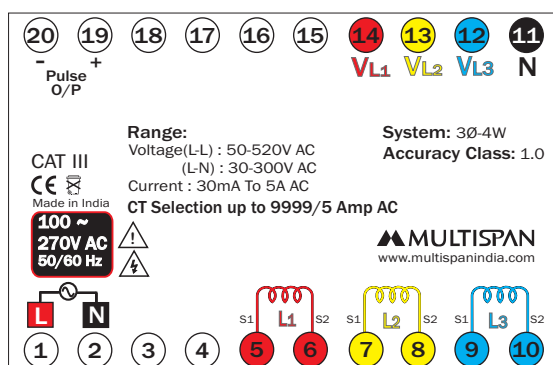 20 19 18 17 16 15 14 13 12 11
- + VL1 VL2 VL3 N
Pulse
O/P
Range:
Voltage(L-L) : 50-520V AC
(L-N) : 30-300V AC
Current : 30mA To 5A AC
CT Selection up to 9999/5 Amp AC
System: 3Ø-4W
Accuracy Class: 1.0
CAT III
CE
Made in India
100 ~
270V AC
50/60 Hz
MULTISPAN
www.multispanindia.com
L N
S1 L1 S2 S1 L2 S2 S1 L3 S2
1 2 3 4 5 6 7 8 9 10